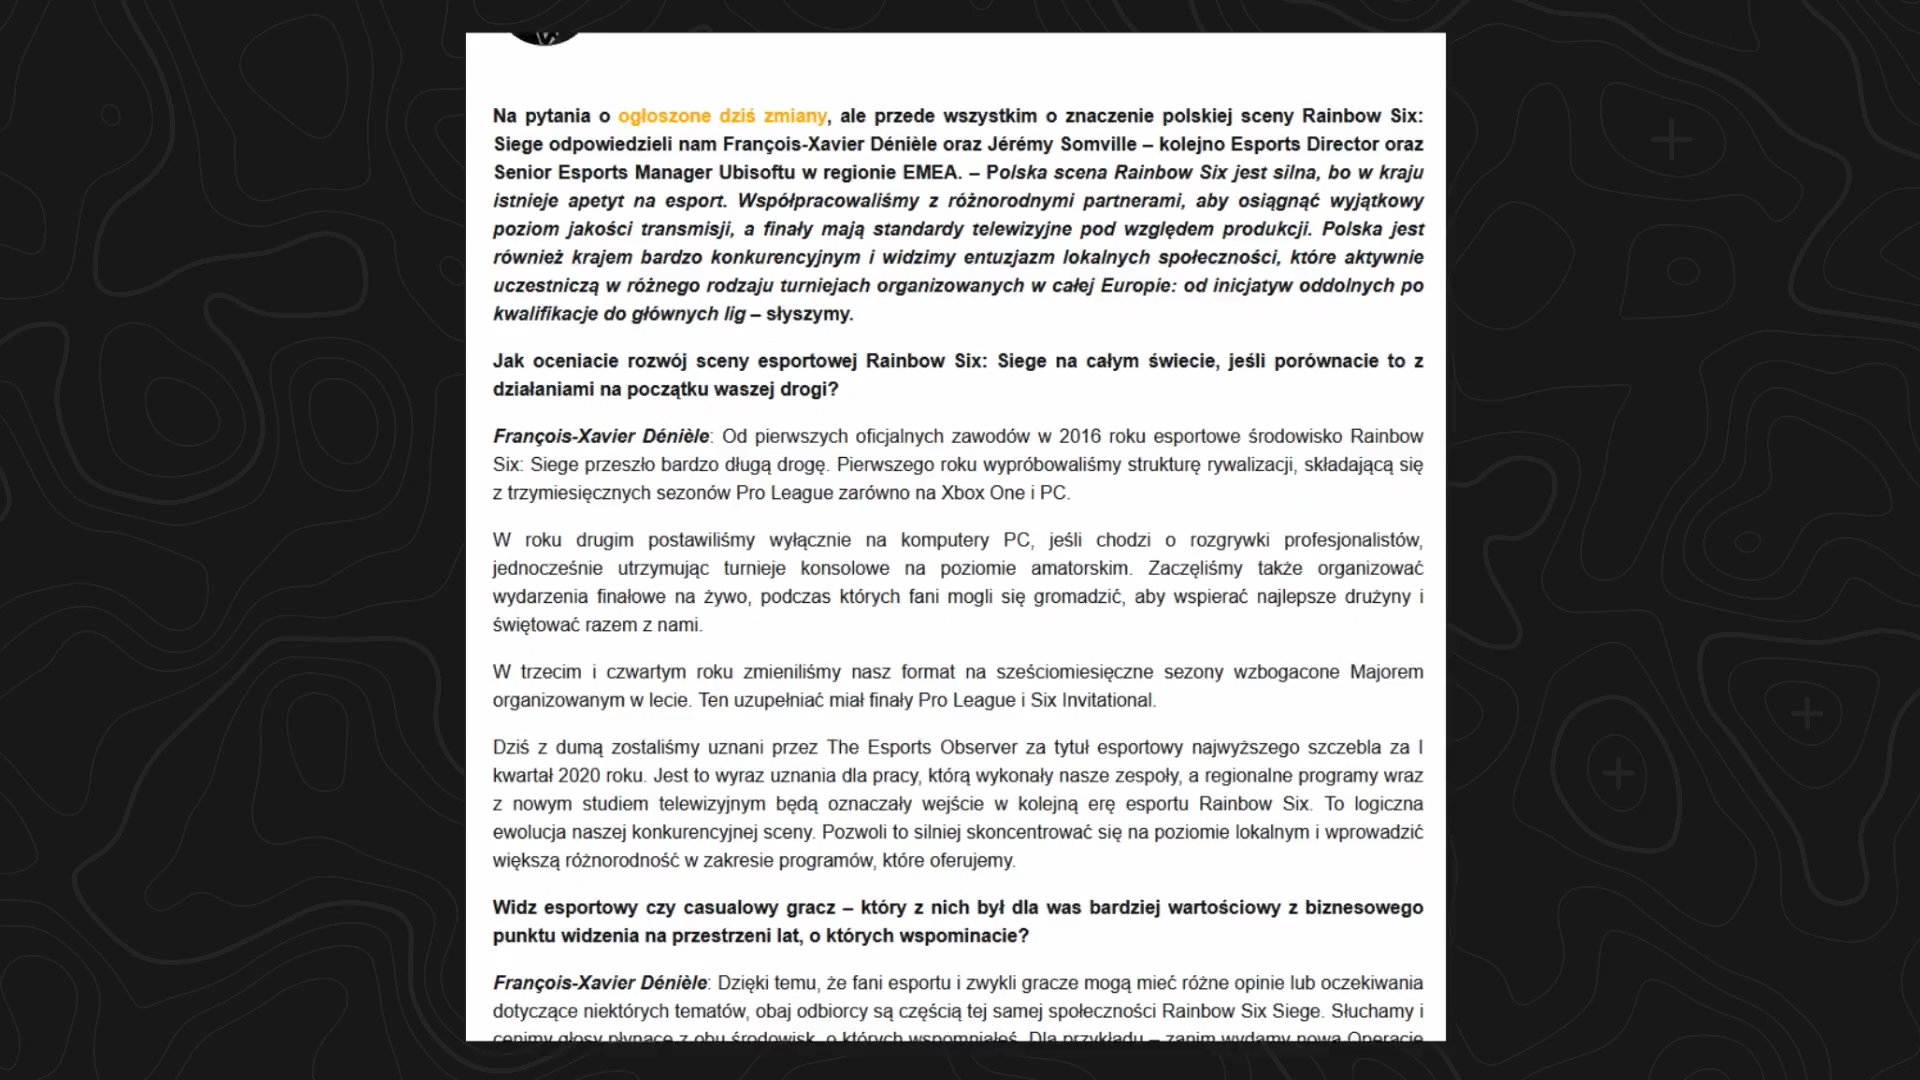 Na pytania o ogłoszone dziś zmiany, ale przede wszystkim o znaczenie polskiej sceny Rainbow Six:
Siege odpowiedzieli nam François-Xavier Dénièle oraz Jérémy Somville – kolejno Esports Director oraz
Senior Esports Manager Ubisoftu w regionie EMEA. – Polska scena Rainbow Six jest silna, bo w kraju
istnieje apetyt na esport. Współpracowaliśmy z różnorodnymi partnerami, aby osiągnąć wyjątkowy
poziom jakości transmisji, a finały mają standardy telewizyjne pod względem produkcji. Polska jest
również krajem bardzo konkurencyjnym i widzimy entuzjazm lokalnych społeczności, które aktywnie
uczestniczą w różnego rodzaju turniejach organizowanych w całej Europie: od inicjatyw oddolnych po
kwalifikacje do głównych lig – słyszymy.
Jak oceniacie rozwój sceny esportowej Rainbow Six: Siege na całym świecie, jeśli porównacie to z
działaniami na początku waszej drogi?
François-Xavier Dénièle: Od pierwszych oficjalnych zawodów w 2016 roku esportowe środowisko Rainbow
Six: Siege przeszło bardzo długą drogę. Pierwszego roku wypróbowaliśmy strukturę rywalizacji, składającą się
z trzymiesięcznych sezonów Pro League zarówno na Xbox One i PC.
W roku drugim postawiliśmy wyłącznie na komputery PC, jeśli chodzi o rozgrywki profesjonalistów,
jednocześnie utrzymując turnieje konsolowe na poziomie amatorskim. Zaczęliśmy także organizować
wydarzenia finałowe na żywo, podczas których fani mogli się gromadzić, aby wspierać najlepsze drużyny i
świętować razem z nami.
W trzecim i czwartym roku zmieniliśmy nasz format na sześciomiesięczne sezony wzbogacone Majorem
organizowanym w lecie. Ten uzupełniać miał finały Pro League i Six Invitational.
Dziś z dumą zostaliśmy uznani przez The Esports Observer za tytuł esportowy najwyższego szczebla za I
kwartał 2020 roku. Jest to wyraz uznania dla pracy, którą wykonały nasze zespoły, a regionalne programy wraz
z nowym studiem telewizyjnym będą oznaczały wejście w kolejną erę esportu Rainbow Six. To logiczna
ewolucja naszej konkurencyjnej sceny. Pozwoli to silniej skoncentrować się na poziomie lokalnym i wprowadzić
większą różnorodność w zakresie programów, które oferujemy.
Widz esportowy czy casualowy gracz – który z nich był dla was bardziej wartościowy z biznesowego
punktu widzenia na przestrzeni lat, o których wspominacie?
François-Xavier Dénièle: Dzięki temu, że fani esportu i zwykli gracze mogą mieć różne opinie lub oczekiwania
dotyczące niektórych tematów, obaj odbiorcy są częścią tej samej społeczności Rainbow Six Siege. Słuchamy i
cenimy głosy płynące z obu środowisk, o których wspomniałeś. Dla przykładu – zanim wydamy nową Operację